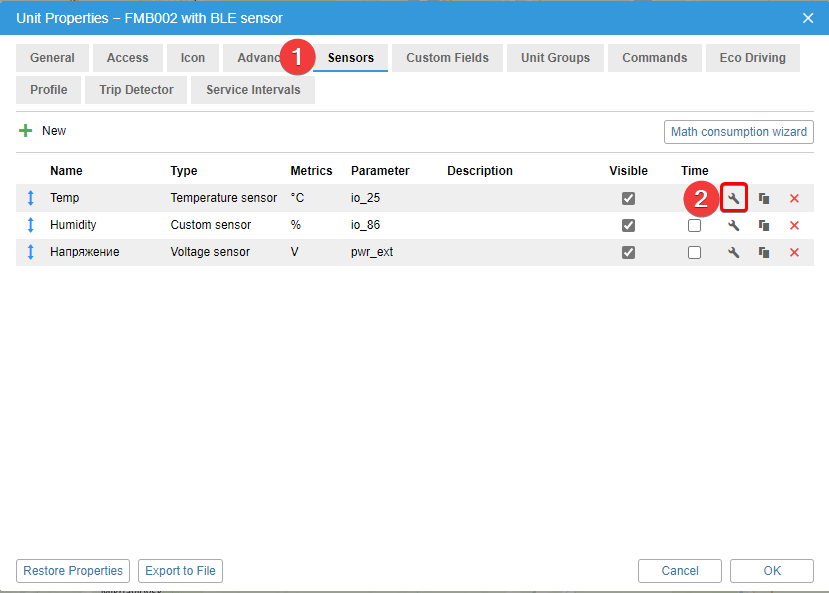 Unit Properties – FMB002 with BLE sensor
General Access Icon Advanc 1 Sensors Custom Fields Unit Groups Commands Eco Driving
Profile Trip Detector Service Intervals
New Math consumption wizard
Name Type Metrics Parameter Description Visible Time
Temp Temperature sensor °C io_25 2
Humidity Custom sensor % io_86
Напряжение Voltage sensor V pwr_ext
Restore Properties Export to File Cancel OK